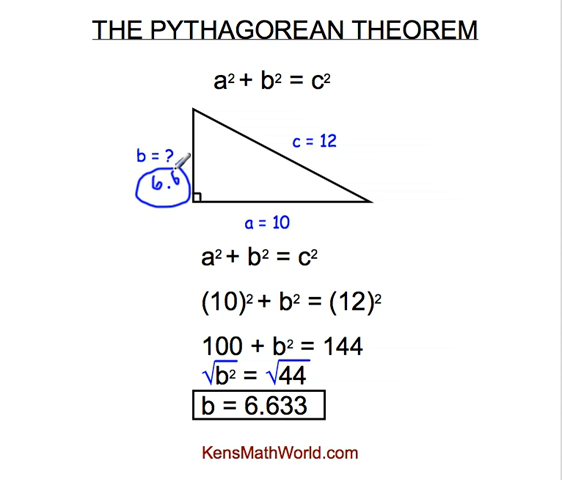 THE PYTHAGOREAN THEOREM
a² + b² = c²
c = 12
b = ?
6.6
a = 10
a² + b² = c²
(10)² + b² = (12)²
100 + b² = 144
√b² = √44
b = 6.633
KensMathWorld.com